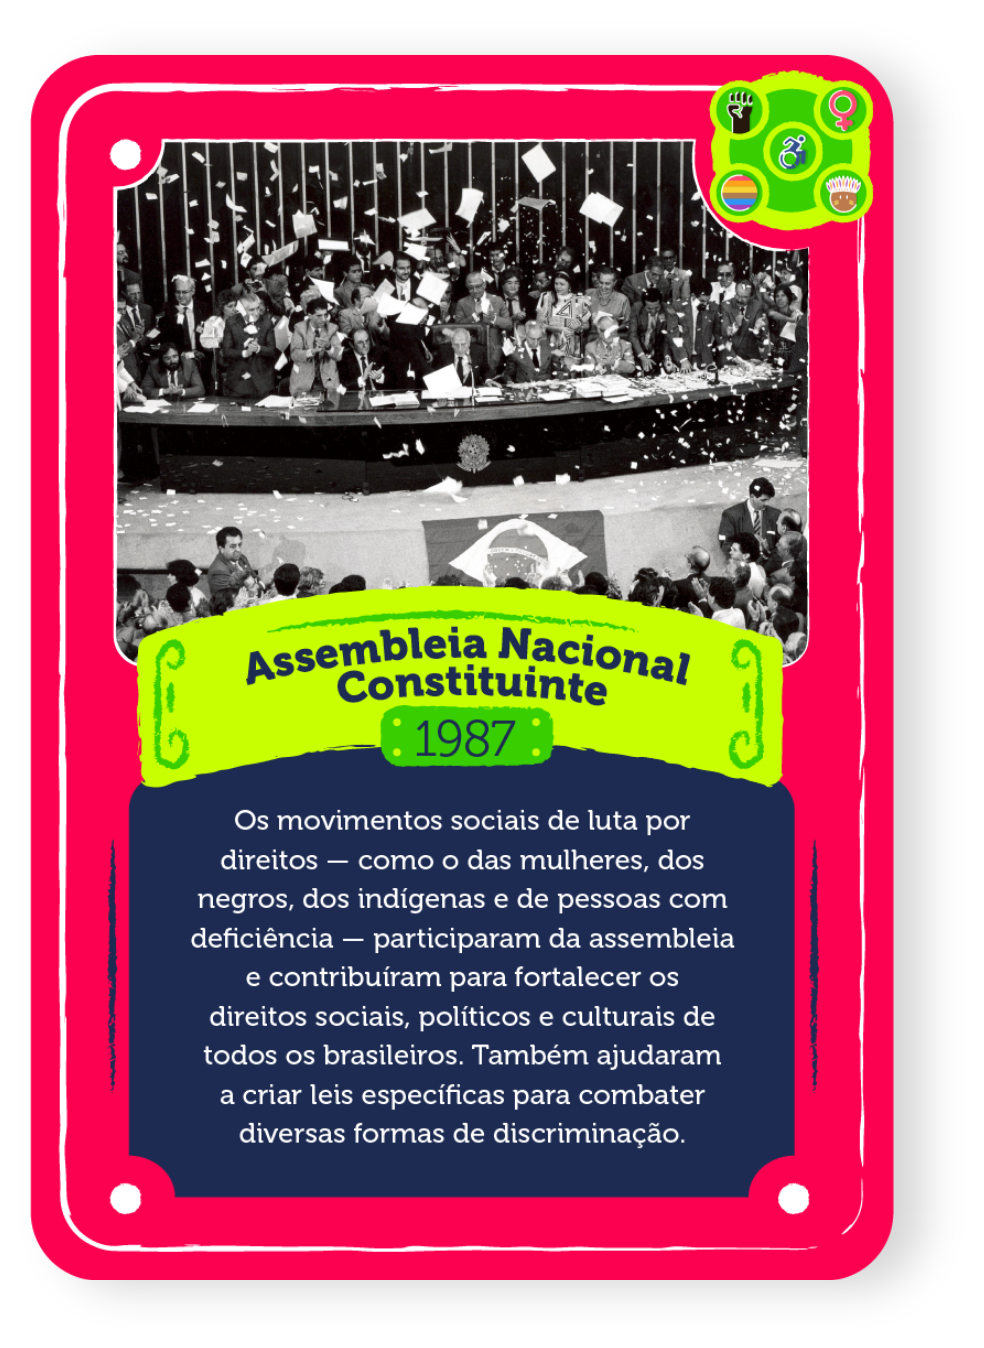 Assembleia Nacional
Constituinte
1987
Os movimentos sociais de luta por
direitos — como o das mulheres, dos
negros, dos indígenas e de pessoas com
deficiência — participaram da assembleia
e contribuíram para fortalecer os
direitos sociais, políticos e culturais de
todos os brasileiros. Também ajudaram
a criar leis específicas para combater
diversas formas de discriminação.